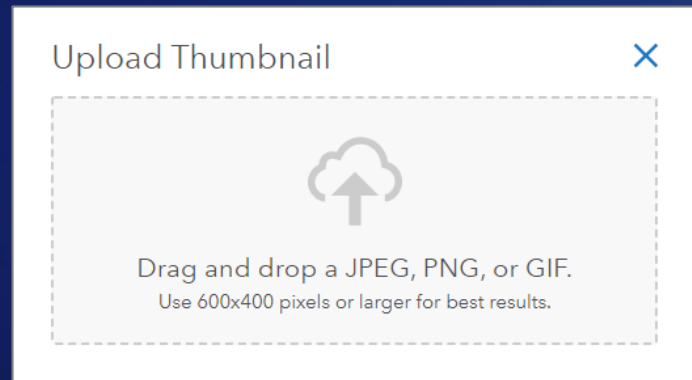 Upload Thumbnail
Drag and drop a JPEG, PNG, or GIF.
Use 600x400 pixels or larger for best results.